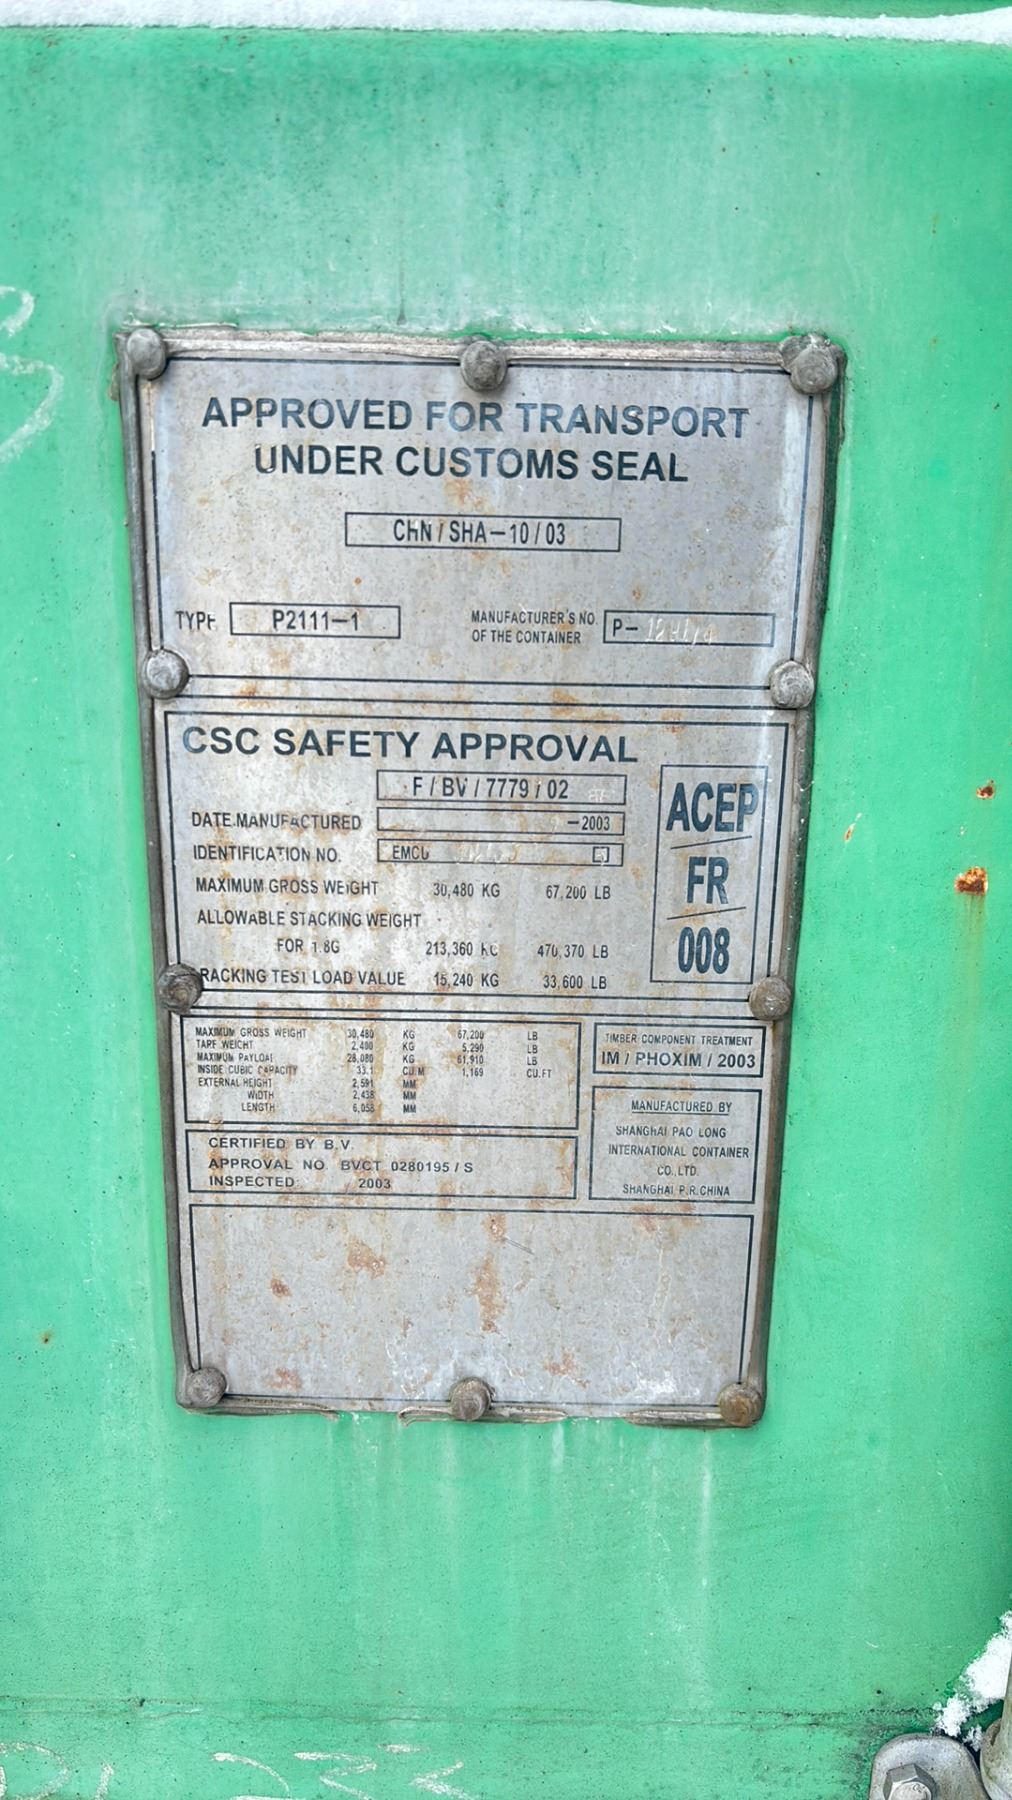 APPROVED FOR TRANSPORT
UNDER CUSTOMS SEAL
CHN / SHA – 10 / 03
TYPE P2111–1
MANUFACTURER'S NO.
OF THE CONTAINER P–
CSC SAFETY APPROVAL
F / BV / 7779 / 02
DATE MANUFACTURED –2003
IDENTIFICATION NO. EMCU
MAXIMUM GROSS WEIGHT 30,480 KG 67,200 LB
ALLOWABLE STACKING WEIGHT
FOR 1.8G 213,360 KG 470,370 LB
RACKING TEST LOAD VALUE 15,240 KG 33,600 LB
ACEP
FR
008
MAXIMUM GROSS WEIGHT 30,480 KG 67,200 LB
TARE WEIGHT 2,400 KG 5,290 LB
MAXIMUM PAYLOAD 28,080 KG 61,910 LB
INSIDE CUBIC CAPACITY 33.1 CU.M 1,169 CU.FT
EXTERNAL HEIGHT 2,591 MM
WIDTH 2,438 MM
LENGTH 6,058 MM
TIMBER COMPONENT TREATMENT
IM / PHOXIM / 2003
CERTIFIED BY B.V.
APPROVAL NO. BVCT 0280195 / S
INSPECTED: 2003
MANUFACTURED BY
SHANGHAI PAO LONG
INTERNATIONAL CONTAINER
CO.,LTD.
SHANGHAI P.R.CHINA